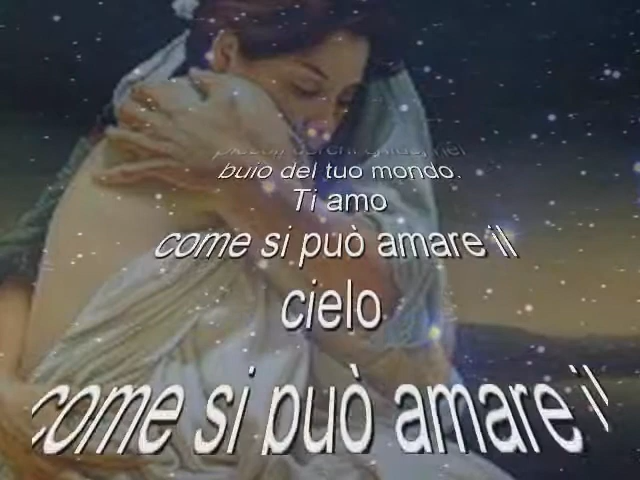 buio del tuo mondo.
Ti amo
come si può amare il
cielo
come si può amare il